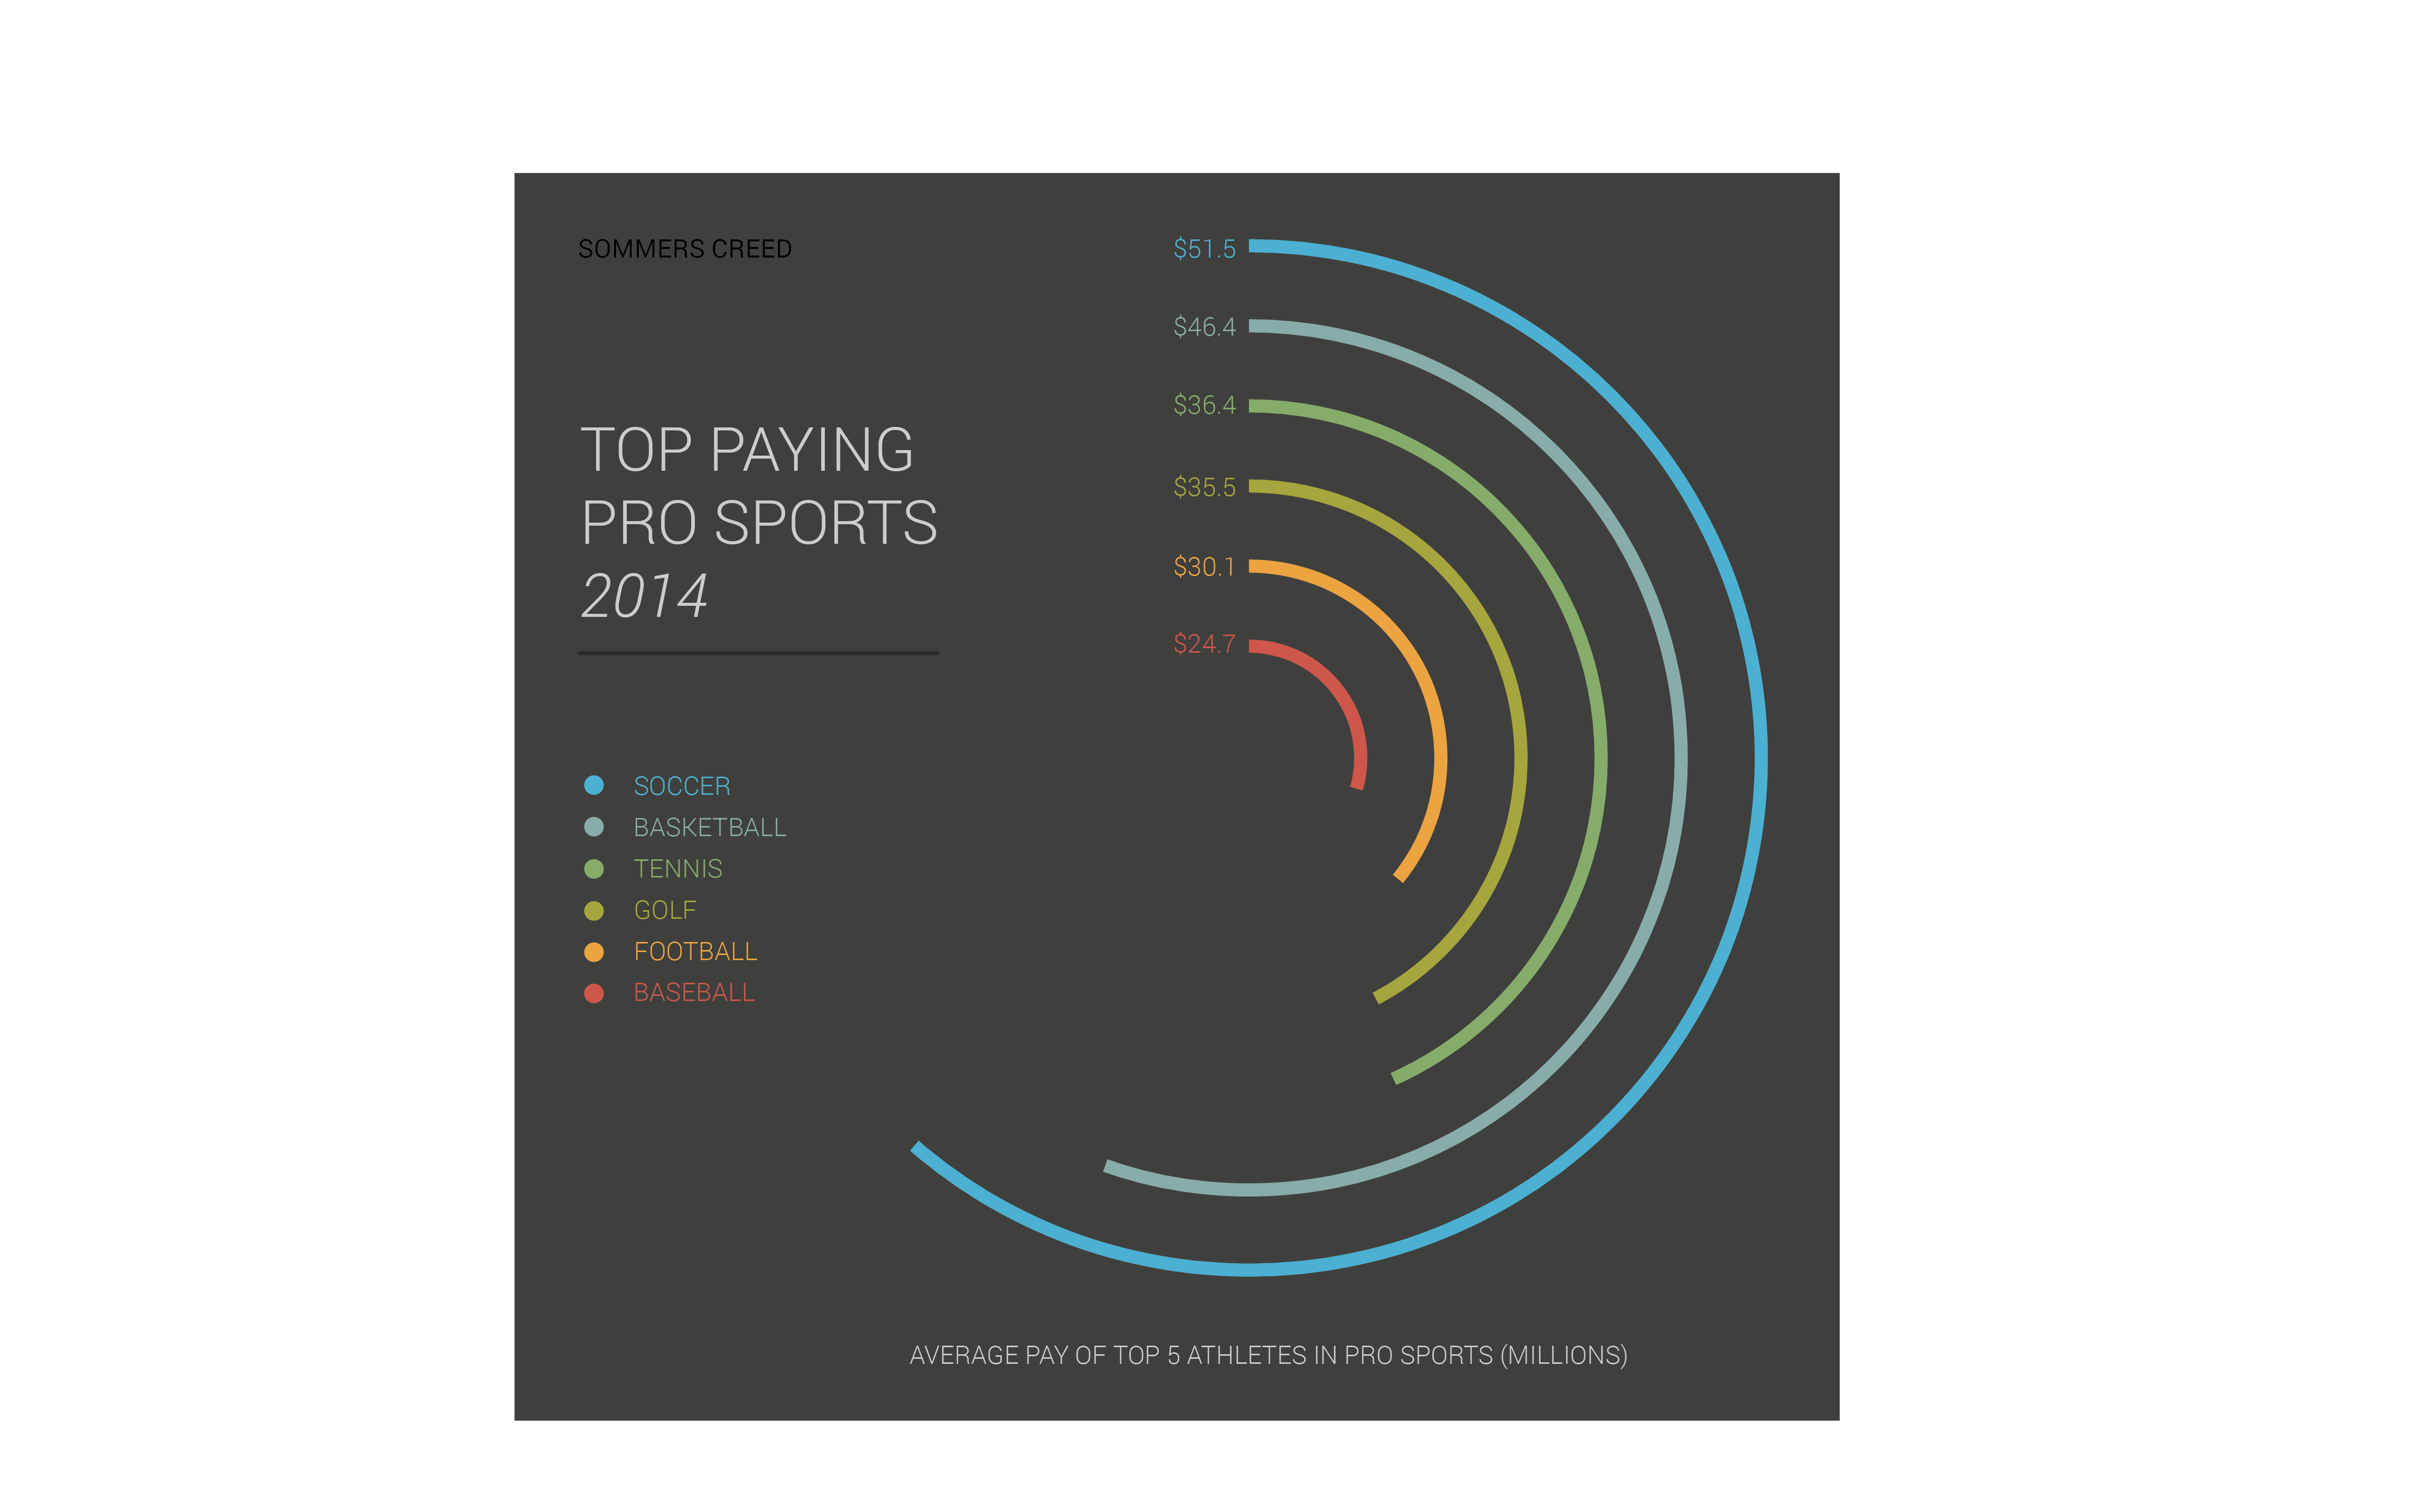 SOMMERS CREED
TOP PAYING
PRO SPORTS
2014
SOCCER
BASKETBALL
TENNIS
GOLF
FOOTBALL
BASEBALL
$51.5
$46.4
$36.4
$35.5
$30.1
$24.7
AVERAGE PAY OF TOP 5 ATHLETES IN PRO SPORTS (MILLIONS)